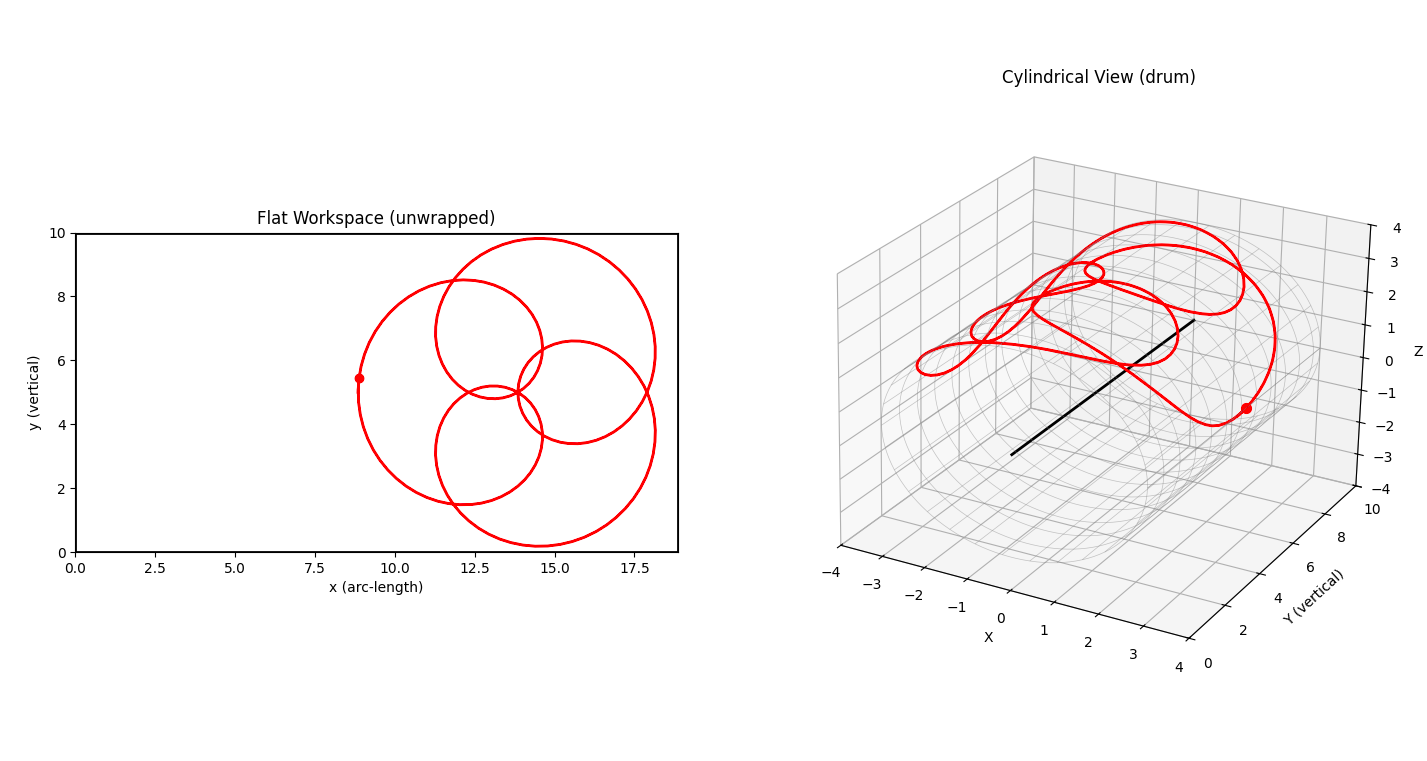 Flat Workspace (unwrapped)
10
8
6
4
2
0
y (vertical)
0.0 2.5 5.0 7.5 10.0 12.5 15.0 17.5
x (arc-length)
Cylindrical View (drum)
4
3
2
1
0
−1
−2
−3
−4
Z
−4 −3 −2 −1 0 1 2 3 4
X
0 2 4 6 8 10
Y (vertical)